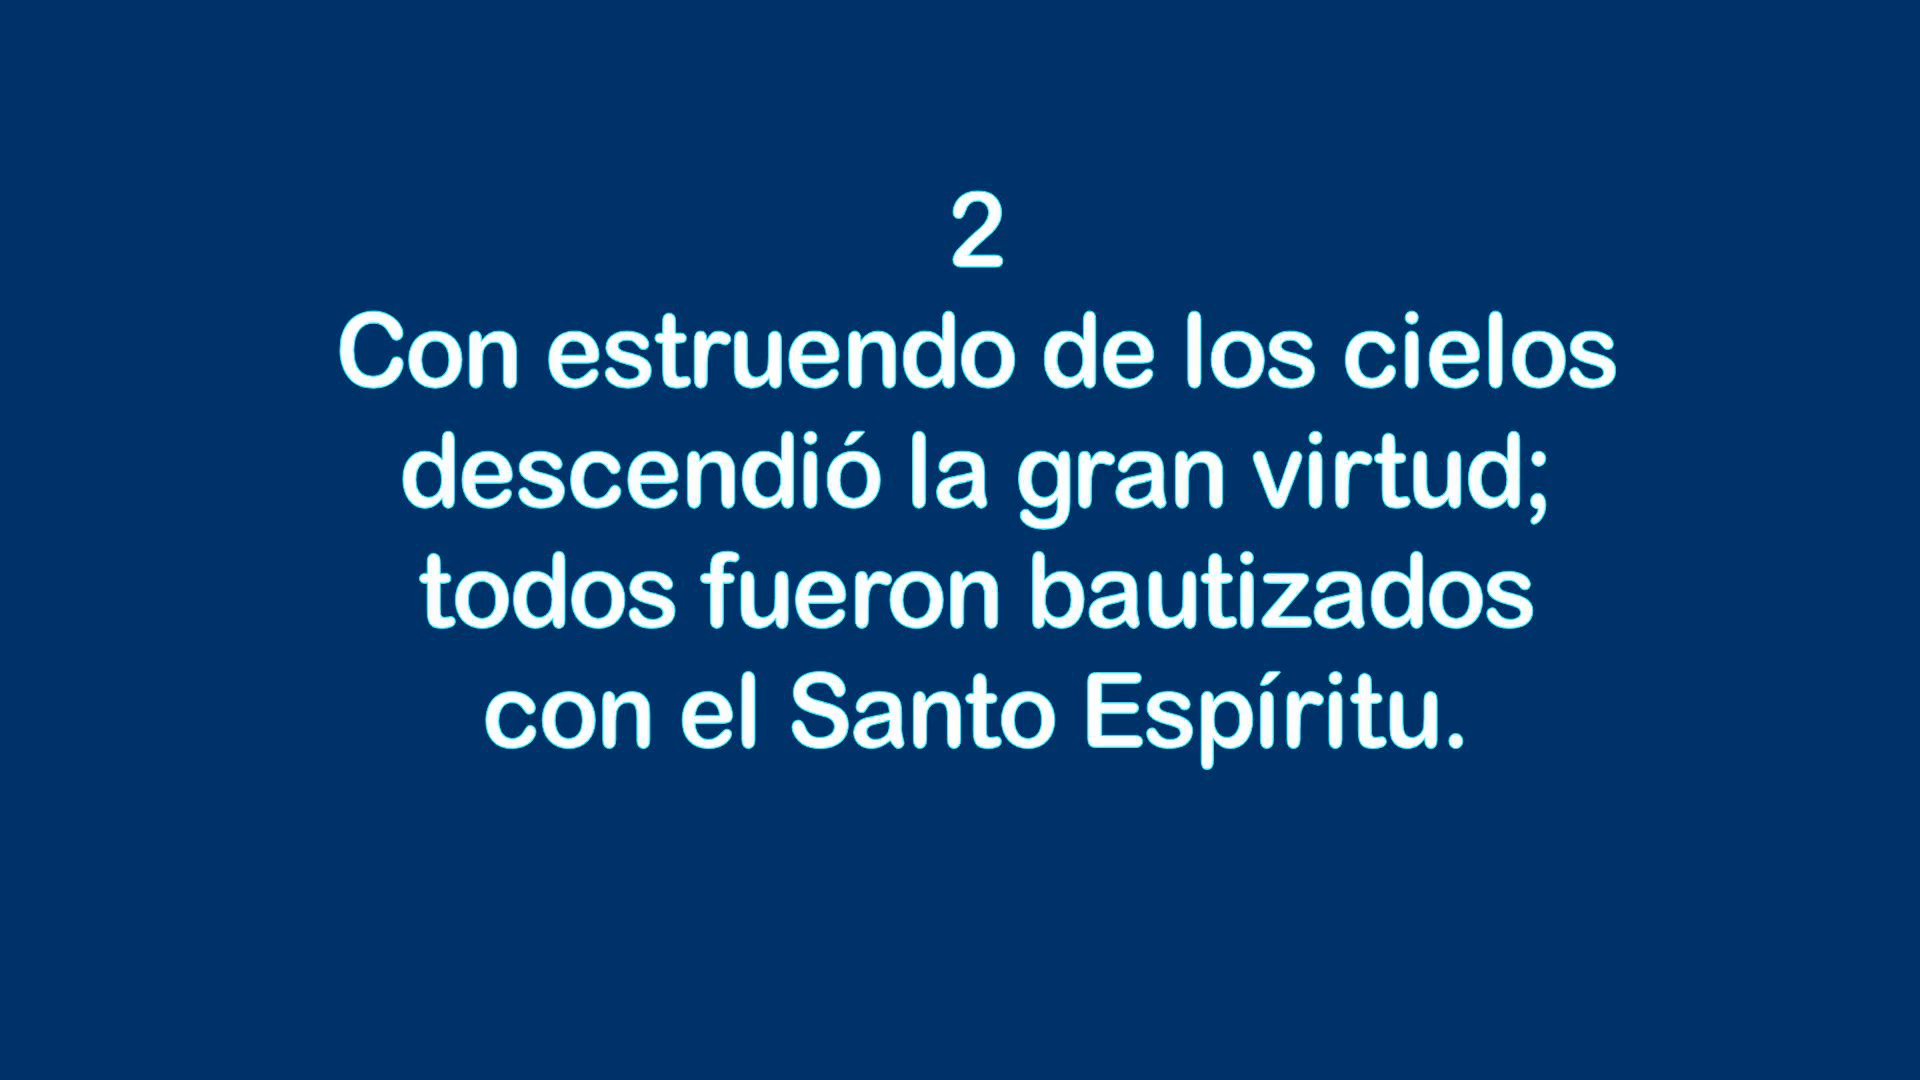 2
Con estruendo de los cielos
descendió la gran virtud;
todos fueron bautizados
con el Santo Espíritu.